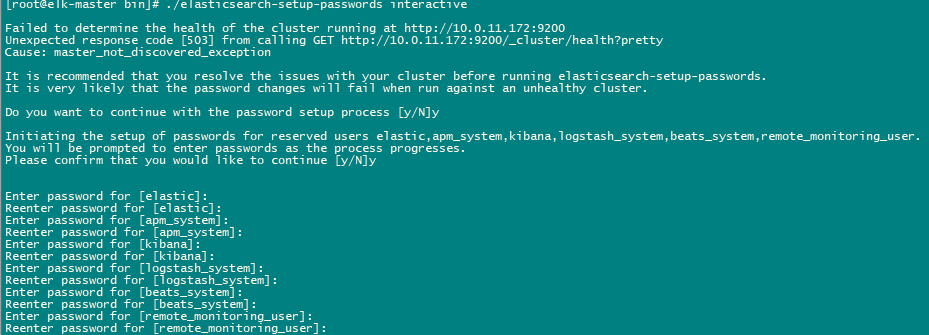 [root@elk-master bin]# ./elasticsearch-setup-passwords interactive
Failed to determine the health of the cluster running at http://10.0.11.172:9200
Unexpected response code [503] from calling GET http://10.0.11.172:9200/_cluster/health?pretty
Cause: master_not_discovered_exception
It is recommended that you resolve the issues with your cluster before running elasticsearch-setup-passwords.
It is very likely that the password changes will fail when run against an unhealthy cluster.
Do you want to continue with the password setup process [y/N]y
Initiating the setup of passwords for reserved users elastic,apm_system,kibana,logstash_system,beats_system,remote_monitoring_user.
You will be prompted to enter passwords as the process progresses.
Please confirm that you would like to continue [y/N]y
Enter password for [elastic]:
Reenter password for [elastic]:
Enter password for [apm_system]:
Reenter password for [apm_system]:
Enter password for [kibana]:
Reenter password for [kibana]:
Enter password for [logstash_system]:
Reenter password for [logstash_system]:
Enter password for [beats_system]:
Reenter password for [beats_system]:
Enter password for [remote_monitoring_user]:
Reenter password for [remote_monitoring_user]: